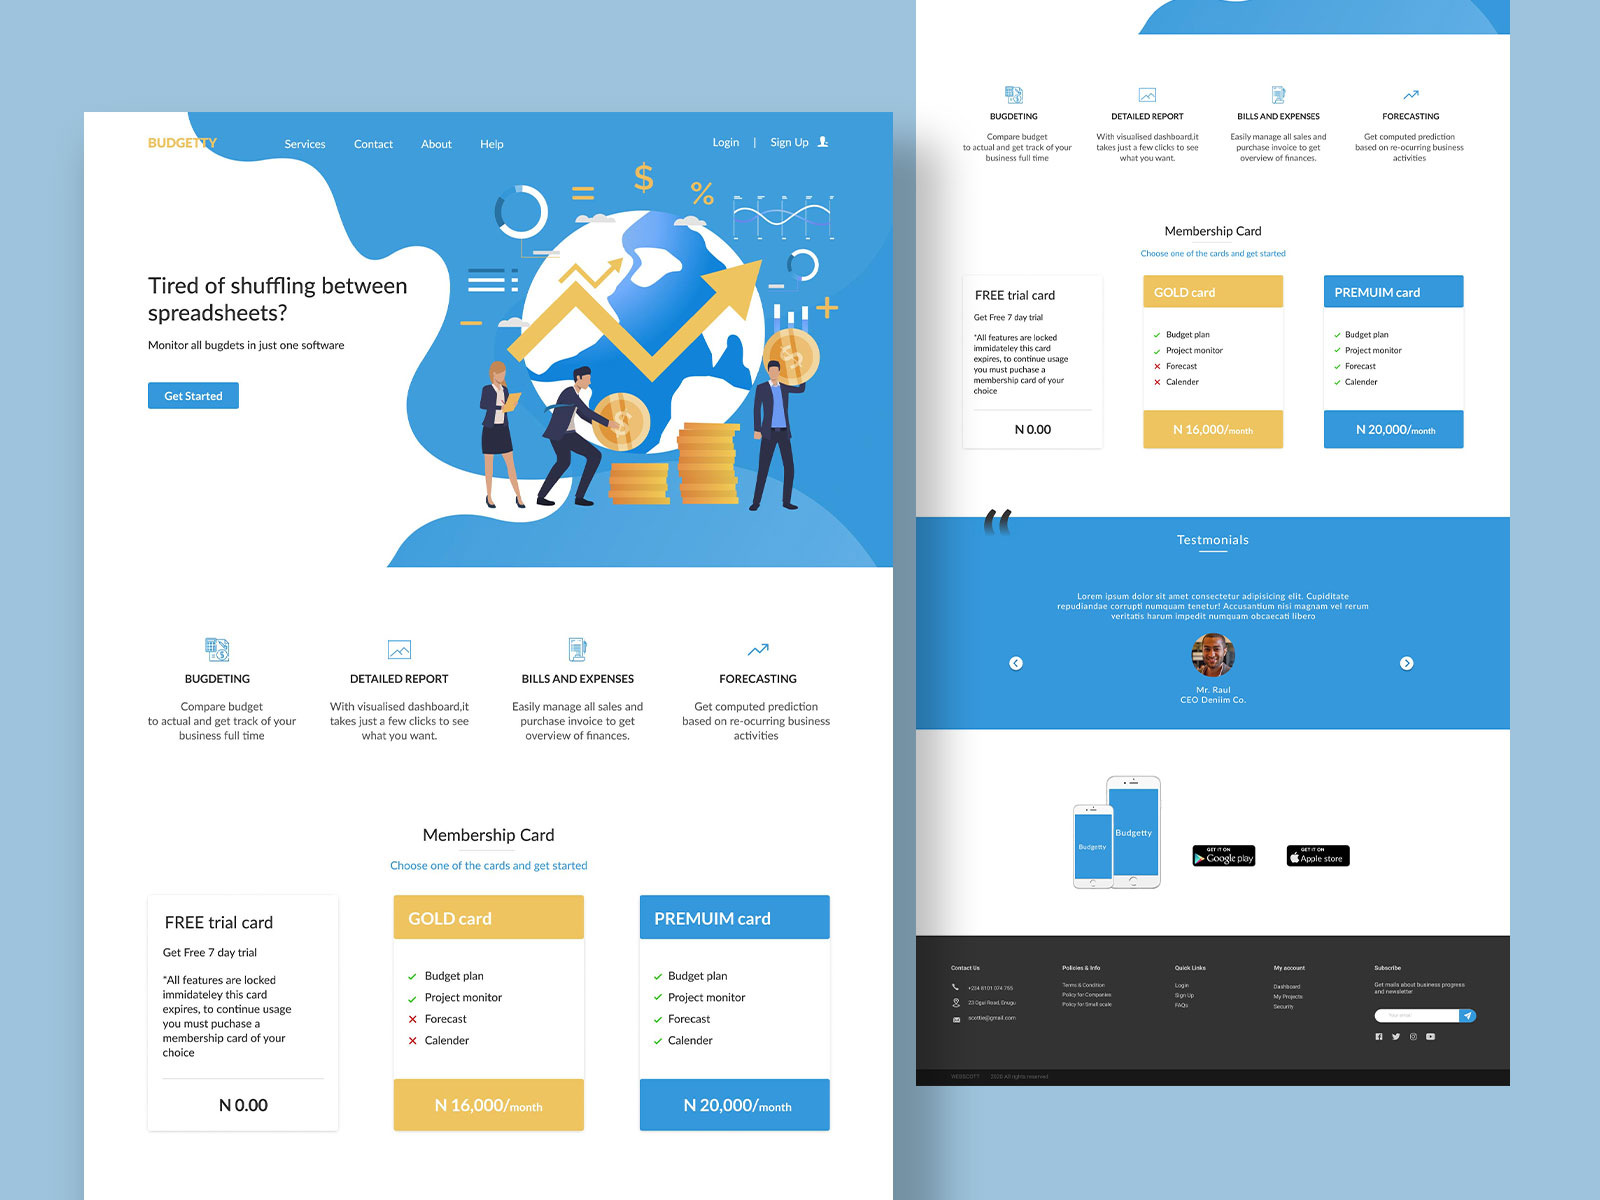 BUDGETTY
Services
Contact
About
Help
Login | Sign Up
$
%
Tired of shuffling between
spreadsheets?
Monitor all bugdets in just one software
Get Started
BUGDETING
Compare budget
to actual and get track of your
business full time
DETAILED REPORT
With visualised dashboard,it
takes just a few clicks to see
what you want.
BILLS AND EXPENSES
Easily manage all sales and
purchase invoice to get
overview of finances.
FORECASTING
Get computed prediction
based on re-ocurring business
activities
Membership Card
Choose one of the cards and get started
FREE trial card
Get Free 7 day trial
*All features are locked
immidateley this card
expires, to continue usage
you must puchase a
membership card of your
choice
N 0.00
GOLD card
Budget plan
Project monitor
Forecast
Calender
N 16,000/month
PREMUIM card
Budget plan
Project monitor
Forecast
Calender
N 20,000/month
BUGDETING
Compare budget
to actual and get track of your
business full time
DETAILED REPORT
With visualised dashboard,it
takes just a few clicks to see
what you want.
BILLS AND EXPENSES
Easily manage all sales and
purchase invoice to get
overview of finances.
FORECASTING
Get computed prediction
based on re-ocurring business
activities
Membership Card
Choose one of the cards and get started
FREE trial card
Get Free 7 day trial
*All features are locked
immidateley this card
expires, to continue usage
you must puchase a
membership card of your
choice
N 0.00
GOLD card
Budget plan
Project monitor
Forecast
Calender
N 16,000/month
PREMUIM card
Budget plan
Project monitor
Forecast
Calender
N 20,000/month
“
Testmonials
Lorem ipsum dolor sit amet consectetur adipisicing elit. Cupiditate
repudiandae corrupti numquam tenetur! Accusantium nisi magnam vel rerum
veritatis harum impedit numquam obcaecati libero
Mr. Raul
CEO Deniim Co.
Budgetty
Budgetty
GET IT ON
Google play
GET IT ON
Apple store
Contact Us
+234 8101 074 755
23 Ogui Road, Enugu
scottie@gmail.com
Policies & Info
Terms & Condition
Policy for Companies
Policy for Small scale
Quick Links
Login
Sign Up
FAQs
My account
Dashboard
My Projects
Security
Subscribe
Get mails about business progress
and newsletter
Your email
WEBSCOTT 2020 All rights reserved